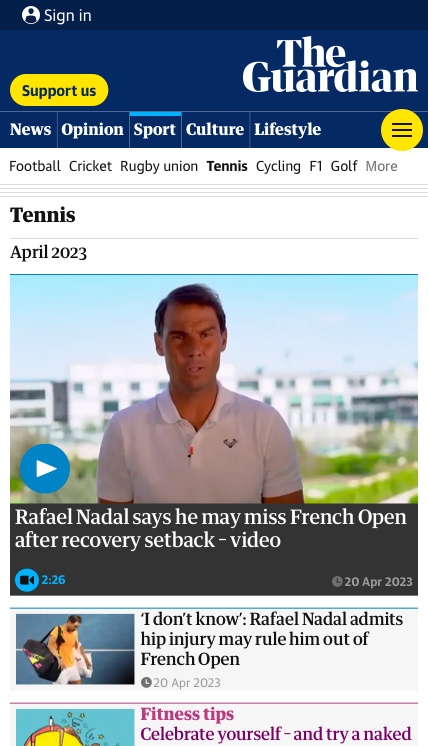 Sign in
The
Guardian
Support us
News Opinion Sport Culture Lifestyle
Football Cricket Rugby union Tennis Cycling F1 Golf More
Tennis
April 2023
Rafael Nadal says he may miss French Open
after recovery setback – video
2:26
20 Apr 2023
‘I don’t know’: Rafael Nadal admits
hip injury may rule him out of
French Open
20 Apr 2023
Fitness tips
Celebrate yourself – and try a naked